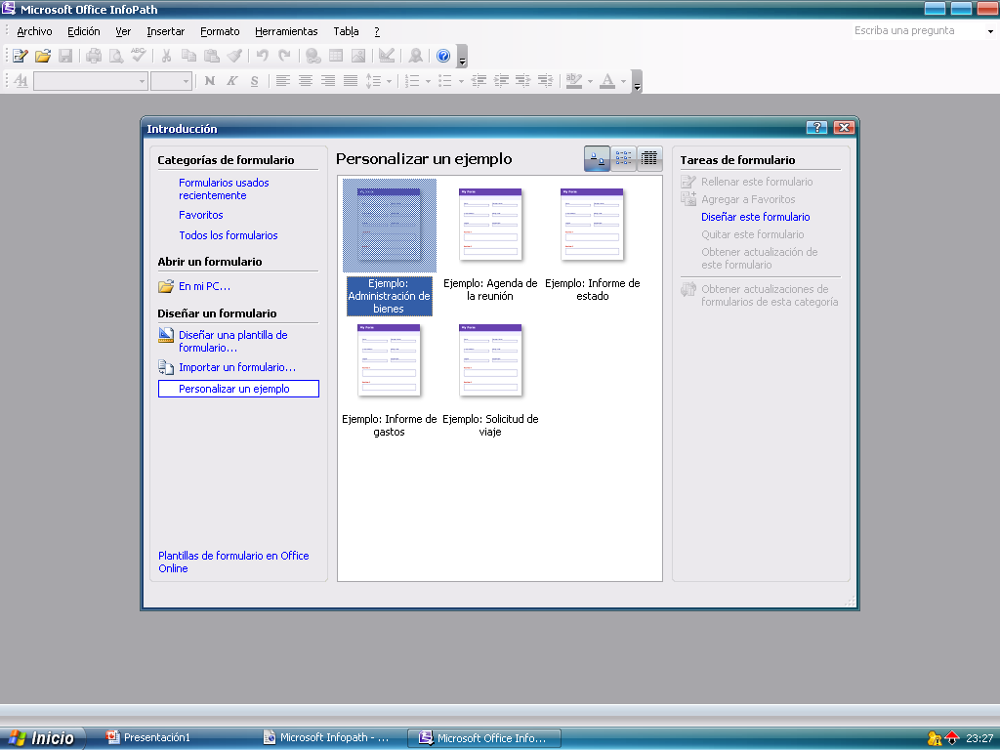 Microsoft Office InfoPath
Archivo Edición Ver Insertar Formato Herramientas Tabla ?
Escriba una pregunta
N K S
Introducción
Categorías de formulario
Formularios usados
recientemente
Favoritos
Todos los formularios
Abrir un formulario
En mi PC...
Diseñar un formulario
Diseñar una plantilla de
formulario...
Importar un formulario...
Personalizar un ejemplo
Plantillas de formulario en Office
Online
Personalizar un ejemplo
Ejemplo:
Administración de
bienes
Ejemplo: Agenda de
la reunión
Ejemplo: Informe de
estado
Ejemplo: Informe de
gastos
Ejemplo: Solicitud de
viaje
Tareas de formulario
Rellenar este formulario
Agregar a Favoritos
Diseñar este formulario
Quitar este formulario
Obtener actualización de
este formulario
Obtener actualizaciones de
formularios de esta categoría
Inicio
Presentación1
Microsoft Infopath - ...
Microsoft Office Info...
23:27